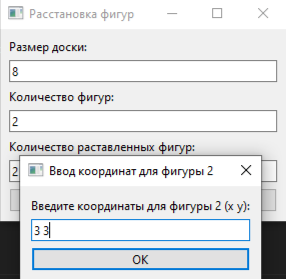 Расстановка фигур
Размер доски:
8
Количество фигур:
2
Количество раставленных фигур:
2
Ввод координат для фигуры 2
Введите координаты для фигуры 2 (x y):
3 3
ОК